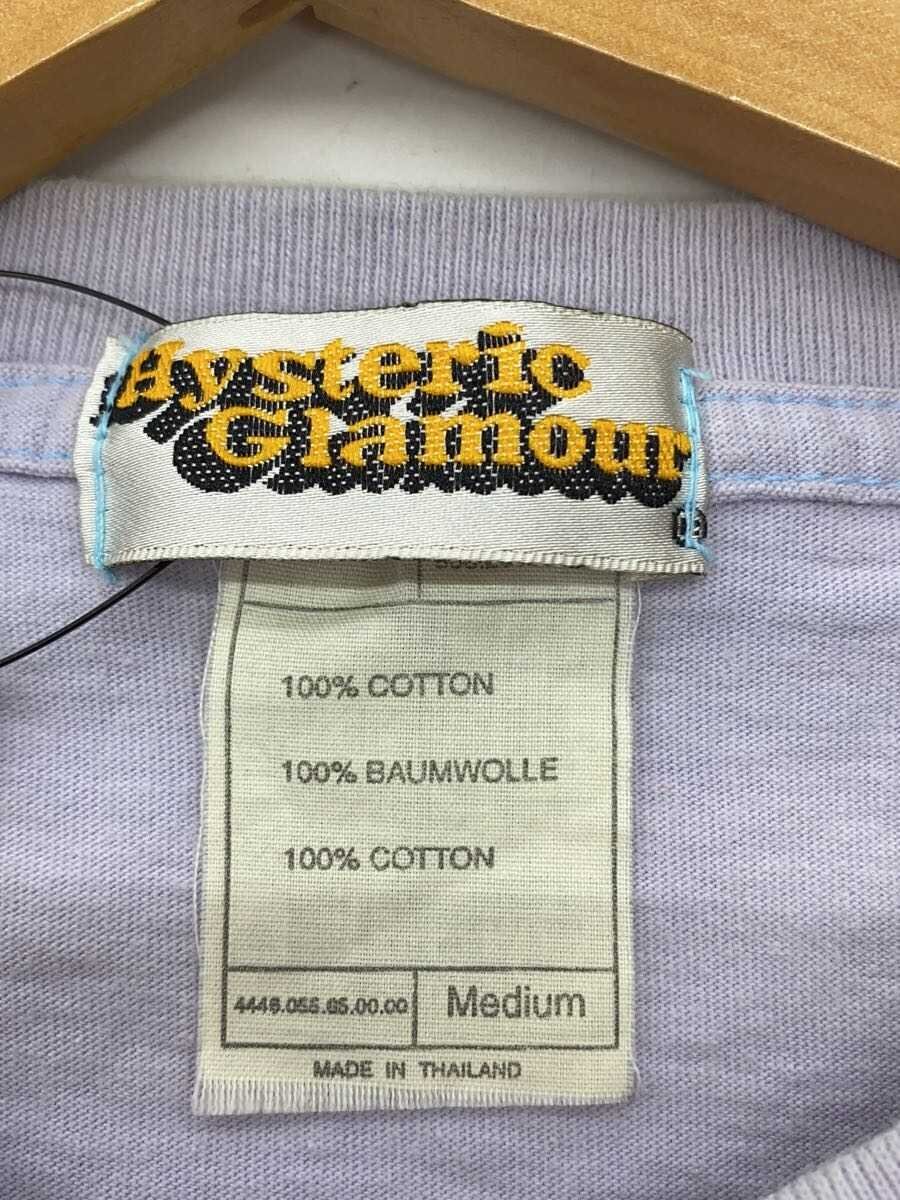 Hysteric
Glamour
®
100% COTTON
100% BAUMWOLLE
100% COTTON
4446.055.65.00.00
Medium
MADE IN THAILAND